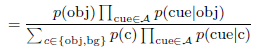 = p(obj) ∏_{cue∈𝒜} p(cue|obj) / ∑_{c∈{obj,bg}} p(c) ∏_{cue∈𝒜} p(cue|c)